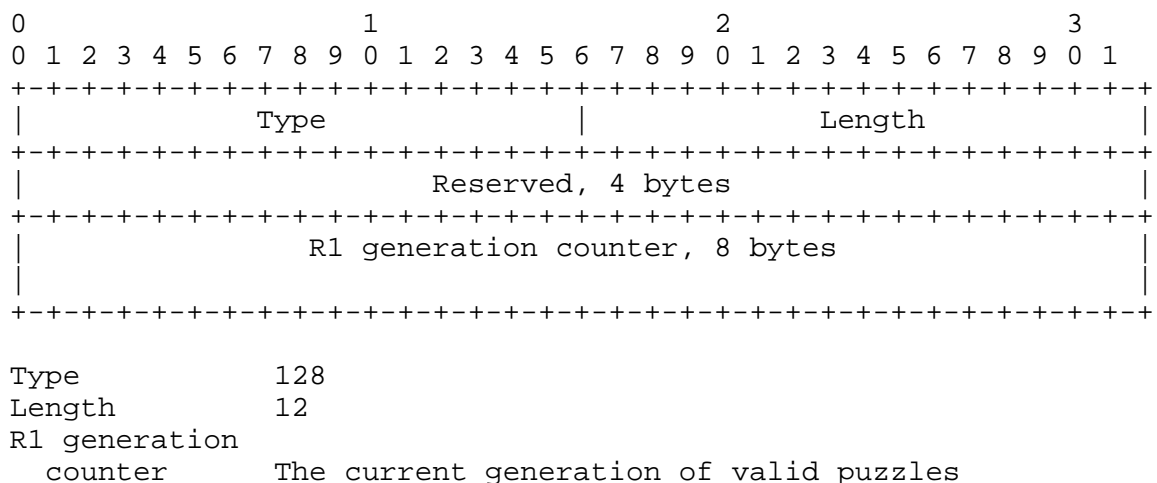 0                   1                   2                   3
0 1 2 3 4 5 6 7 8 9 0 1 2 3 4 5 6 7 8 9 0 1 2 3 4 5 6 7 8 9 0 1
+-+-+-+-+-+-+-+-+-+-+-+-+-+-+-+-+-+-+-+-+-+-+-+-+-+-+-+-+-+-+-+-+
|             Type              |             Length            |
+-+-+-+-+-+-+-+-+-+-+-+-+-+-+-+-+-+-+-+-+-+-+-+-+-+-+-+-+-+-+-+-+
|                       Reserved, 4 bytes                       |
+-+-+-+-+-+-+-+-+-+-+-+-+-+-+-+-+-+-+-+-+-+-+-+-+-+-+-+-+-+-+-+-+
|                R1 generation counter, 8 bytes                 |
|                                                               |
+-+-+-+-+-+-+-+-+-+-+-+-+-+-+-+-+-+-+-+-+-+-+-+-+-+-+-+-+-+-+-+-+

Type           128
Length         12
R1 generation
  counter      The current generation of valid puzzles